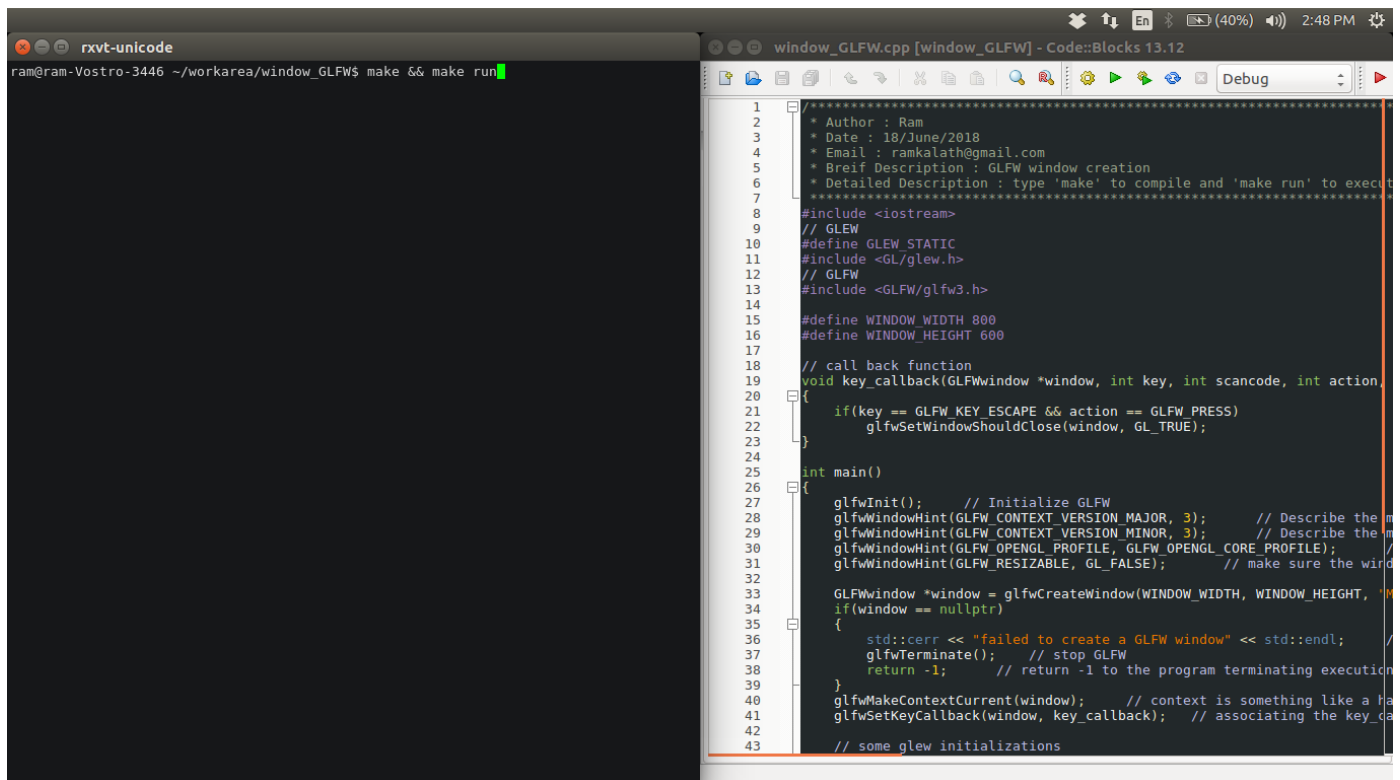 En (40%) 2:48 PM
rxvt-unicode
ram@ram-Vostro-3446 ~/workarea/window_GLFW$ make && make run
window_GLFW.cpp [window_GLFW] - Code::Blocks 13.12
Debug
1 /************************************************************************
2 * Author : Ram
3 * Date : 18/June/2018
4 * Email : ramkalath@gmail.com
5 * Breif Description : GLFW window creation
6 * Detailed Description : type 'make' to compile and 'make run' to execut
7 ************************************************************************
8 #include <iostream>
9 // GLEW
10 #define GLEW_STATIC
11 #include <GL/glew.h>
12 // GLFW
13 #include <GLFW/glfw3.h>
14
15 #define WINDOW_WIDTH 800
16 #define WINDOW_HEIGHT 600
17
18 // call back function
19 void key_callback(GLFWwindow *window, int key, int scancode, int action,
20 {
21 if(key == GLFW_KEY_ESCAPE && action == GLFW_PRESS)
22 glfwSetWindowShouldClose(window, GL_TRUE);
23 }
24
25 int main()
26 {
27 glfwInit(); // Initialize GLFW
28 glfwWindowHint(GLFW_CONTEXT_VERSION_MAJOR, 3); // Describe the m
29 glfwWindowHint(GLFW_CONTEXT_VERSION_MINOR, 3); // Describe the m
30 glfwWindowHint(GLFW_OPENGL_PROFILE, GLFW_OPENGL_CORE_PROFILE); /
31 glfwWindowHint(GLFW_RESIZABLE, GL_FALSE); // make sure the wind
32
33 GLFWwindow *window = glfwCreateWindow(WINDOW_WIDTH, WINDOW_HEIGHT, "M
34 if(window == nullptr)
35 {
36 std::cerr << "failed to create a GLFW window" << std::endl; /
37 glfwTerminate(); // stop GLFW
38 return -1; // return -1 to the program terminating execution
39 }
40 glfwMakeContextCurrent(window); // context is something like a ha
41 glfwSetKeyCallback(window, key_callback); // associating the key_ca
42
43 // some glew initializations